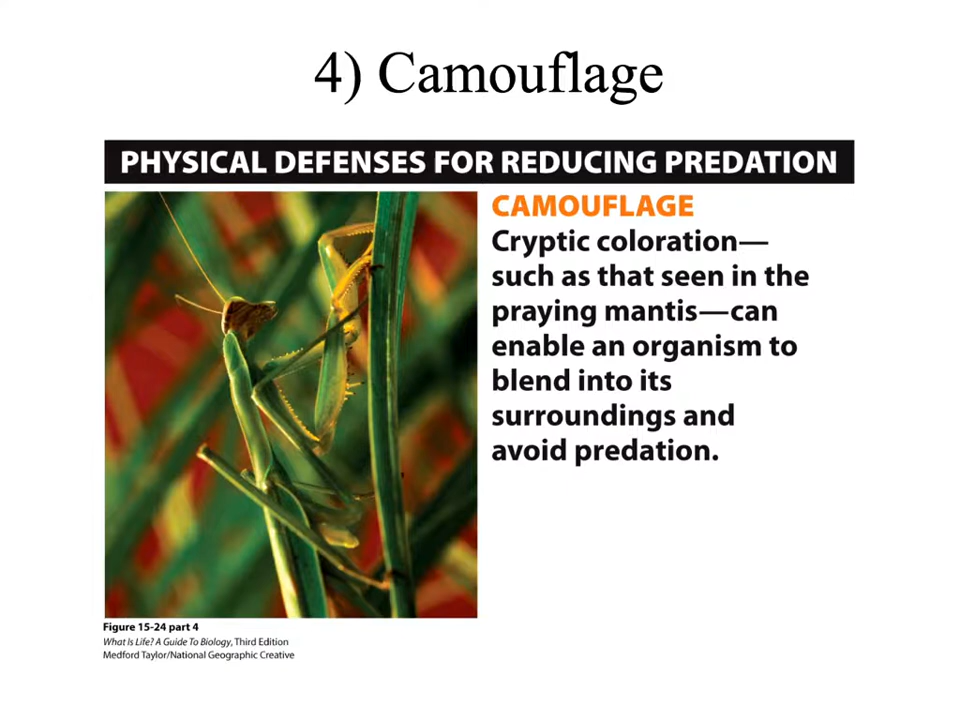 4) Camouflage
PHYSICAL DEFENSES FOR REDUCING PREDATION
CAMOUFLAGE
Cryptic coloration—
such as that seen in the
praying mantis—can
enable an organism to
blend into its
surroundings and
avoid predation.
Figure 15-24 part 4
What Is Life? A Guide To Biology, Third Edition
Medford Taylor/National Geographic Creative